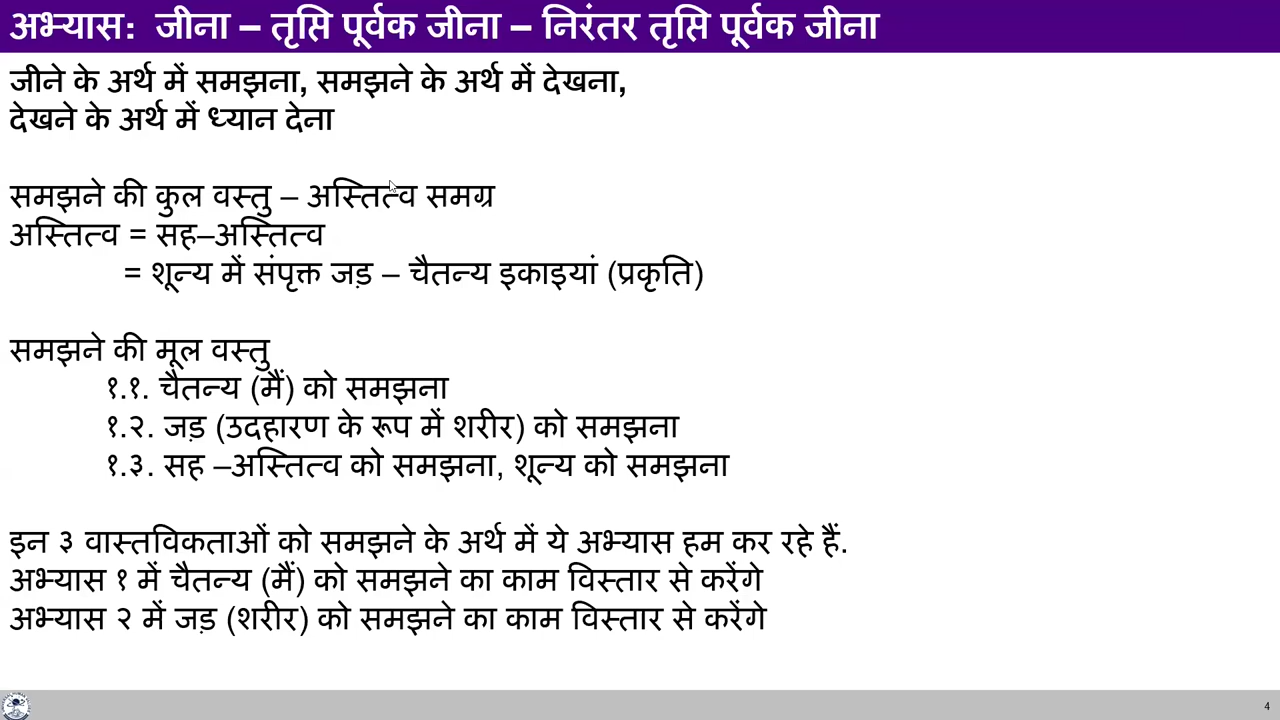 अभ्यास: जीना – तृप्ति पूर्वक जीना – निरंतर तृप्ति पूर्वक जीना
जीने के अर्थ में समझना, समझने के अर्थ में देखना,
देखने के अर्थ में ध्यान देना
समझने की कुल वस्तु – अस्तित्व समग्र
अस्तित्व = सह–अस्तित्व
= शून्य में संपृक्त जड़ – चैतन्य इकाइयां (प्रकृति)
समझने की मूल वस्तु
१.१. चैतन्य (मैं) को समझना
१.२. जड़ (उदहारण के रूप में शरीर) को समझना
१.३. सह –अस्तित्व को समझना, शून्य को समझना
इन ३ वास्तविकताओं को समझने के अर्थ में ये अभ्यास हम कर रहे हैं.
अभ्यास १ में चैतन्य (मैं) को समझने का काम विस्तार से करेंगे
अभ्यास २ में जड़ (शरीर) को समझने का काम विस्तार से करेंगे
4